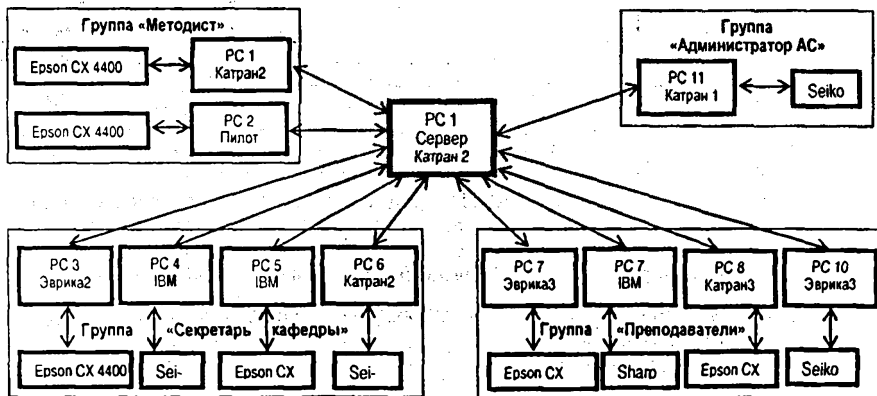 Группа «Методист»
Epson CX 4400
PC 1
Катран2
Epson CX 4400
PC 2
Пилот
PC 1
Сервер
Катран 2
Группа
«Администратор АС»
PC 11
Катран 1
Seiko
PC 3
Эврика2
PC 4
IBM
PC 5
IBM
PC 6
Катран2
Группа «Секретарь кафедры»
Epson CX 4400
Sei-
Epson CX
Sei-
PC 7
Эврика3
PC 7
IBM
PC 8
Катран3
PC 10
Эврика3
Группа «Преподаватели»
Epson CX
Sharp
Epson CX
Seiko